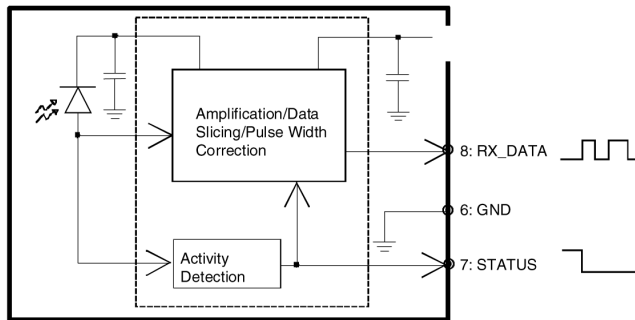 Amplification/Data
Slicing/Pulse Width
Correction
8: RX_DATA
6: GND
Activity
Detection
7: STATUS